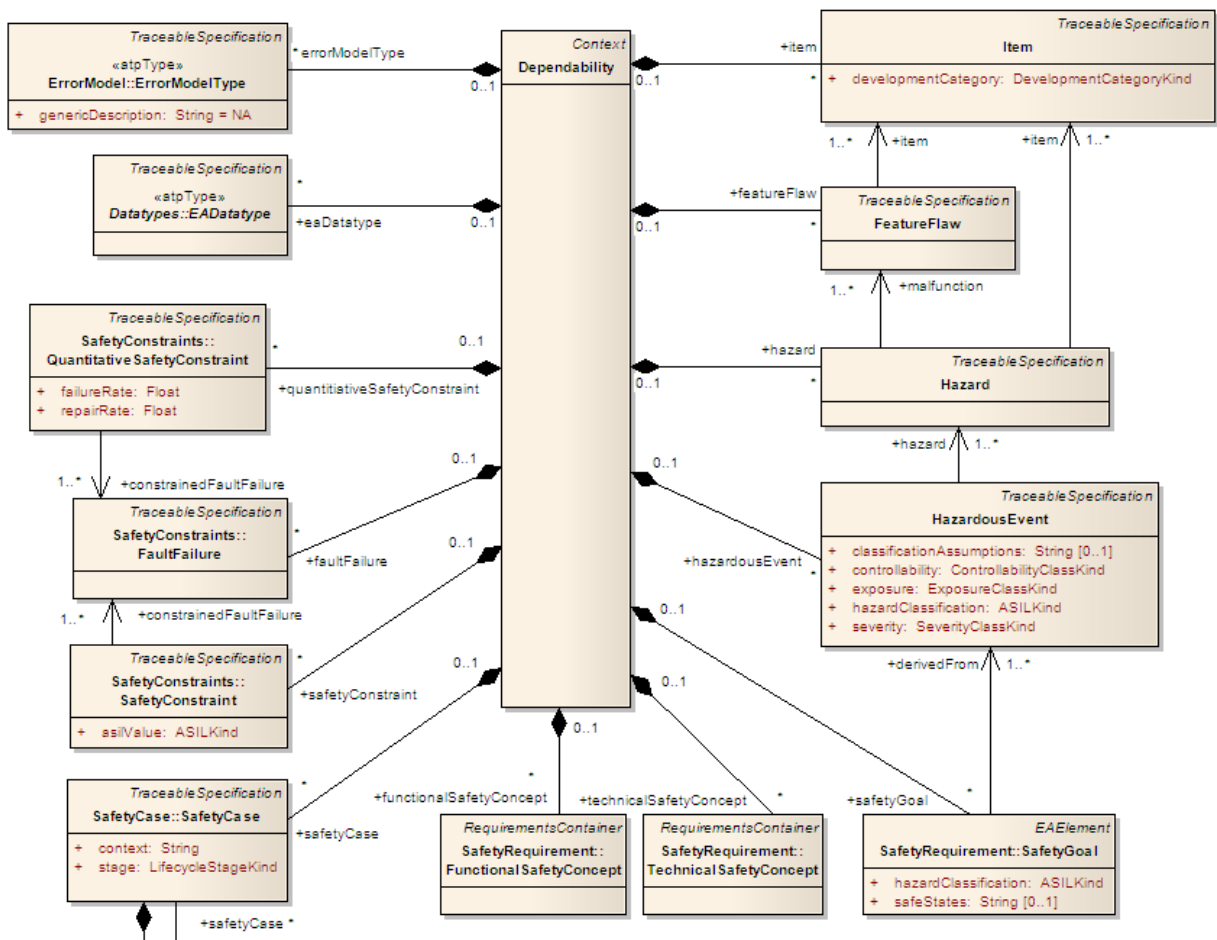 TraceableSpecification
«atpType»
ErrorModel::ErrorModelType
+ genericDescription: String = NA
* +errorModelType
0..1
Context
Dependability
0..1
+item
*
TraceableSpecification
Item
+ developmentCategory: DevelopmentCategoryKind
1..* +item
+item 1..*
TraceableSpecification
«atpType»
Datatypes::EADatatype
*
+eaDatatype
0..1
0..1
+featureFlaw
*
TraceableSpecification
FeatureFlaw
1..* +malfunction
TraceableSpecification
SafetyConstraints::
QuantitativeSafetyConstraint
+ failureRate: Float
+ repairRate: Float
*
+quantitiativeSafetyConstraint
0..1
0..1
+hazard
*
TraceableSpecification
Hazard
+hazard 1..*
1..* +constrainedFaultFailure
TraceableSpecification
SafetyConstraints::
FaultFailure
*
+faultFailure
0..1
0..1
+hazardousEvent
*
TraceableSpecification
HazardousEvent
+ classificationAssumptions: String [0..1]
+ controllability: ControllabilityClassKind
+ exposure: ExposureClassKind
+ hazardClassification: ASILKind
+ severity: SeverityClassKind
+derivedFrom 1..*
1..* +constrainedFaultFailure
TraceableSpecification
SafetyConstraints::
SafetyConstraint
+ asilValue: ASILKind
*
+safetyConstraint
0..1
0..1
+safetyGoal
*
TraceableSpecification
SafetyCase::SafetyCase
+ context: String
+ stage: LifecycleStageKind
*
+safetyCase
0..1
+safetyCase *
0..1
*
+functionalSafetyConcept
RequirementsContainer
SafetyRequirement::
FunctionalSafetyConcept
0..1
*
+technicalSafetyConcept
RequirementsContainer
SafetyRequirement::
TechnicalSafetyConcept
EAElement
SafetyRequirement::SafetyGoal
+ hazardClassification: ASILKind
+ safeStates: String [0..1]